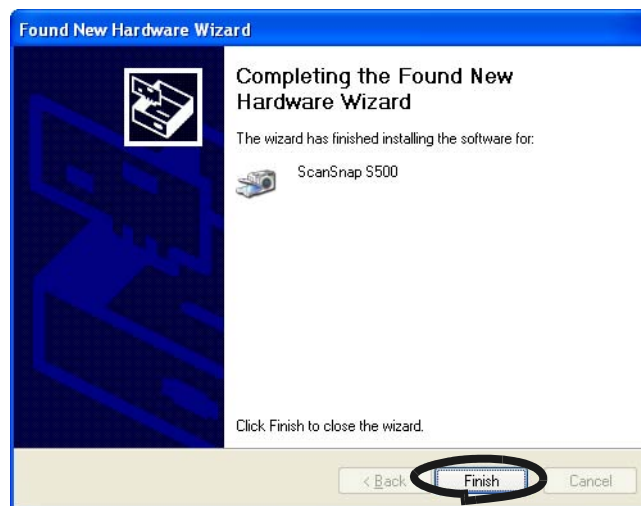 Found New Hardware Wizard
Completing the Found New
Hardware Wizard
The wizard has finished installing the software for:
ScanSnap S500
Click Finish to close the wizard.
< Back
Finish
Cancel